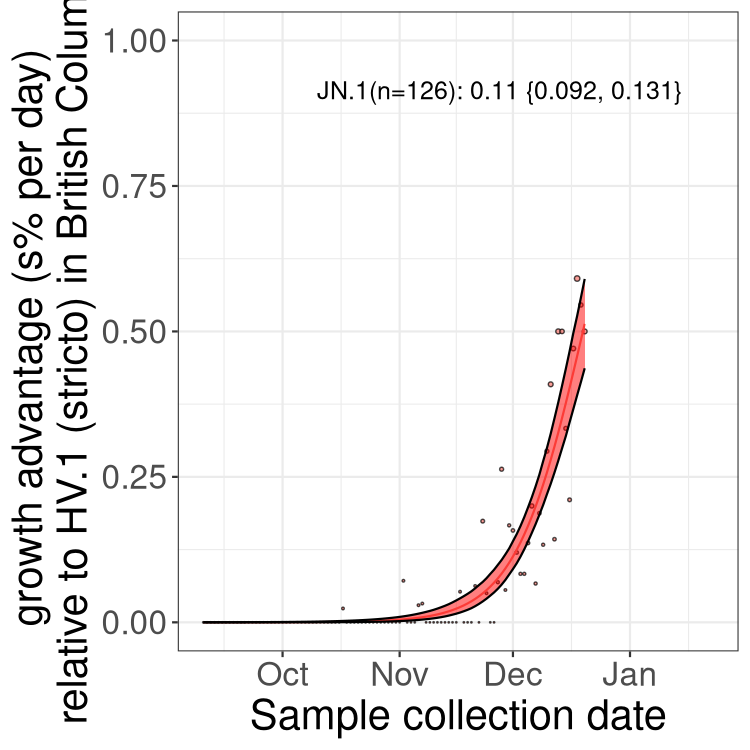 growth advantage (s% per day)
relative to HV.1 (stricto) in British Colum
1.00
0.75
0.50
0.25
0.00
JN.1(n=126): 0.11 {0.092, 0.131}
Oct Nov Dec Jan
Sample collection date